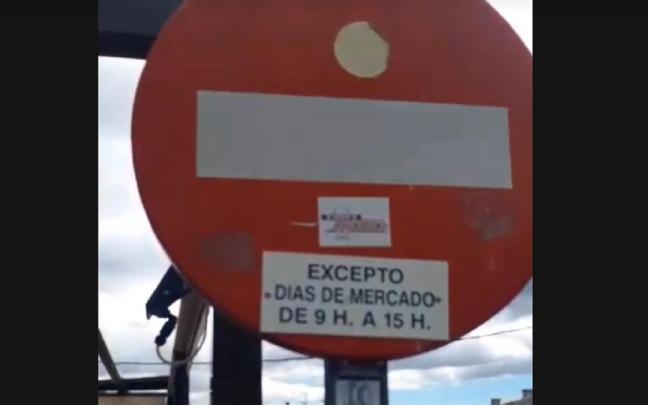 EXCEPTO
"DIAS DE MERCADO"
DE 9 H. A 15 H.